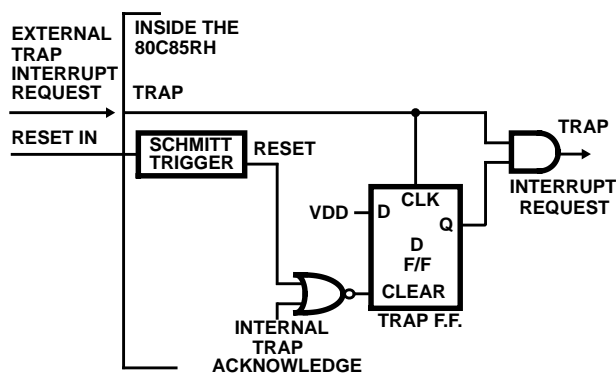 EXTERNAL
TRAP
INTERRUPT
REQUEST
INSIDE THE
80C85RH
TRAP
RESET IN
SCHMITT
TRIGGER
RESET
TRAP
INTERRUPT
REQUEST
VDD
CLK
D
Q
D
F/F
CLEAR
TRAP F.F.
INTERNAL
TRAP
ACKNOWLEDGE